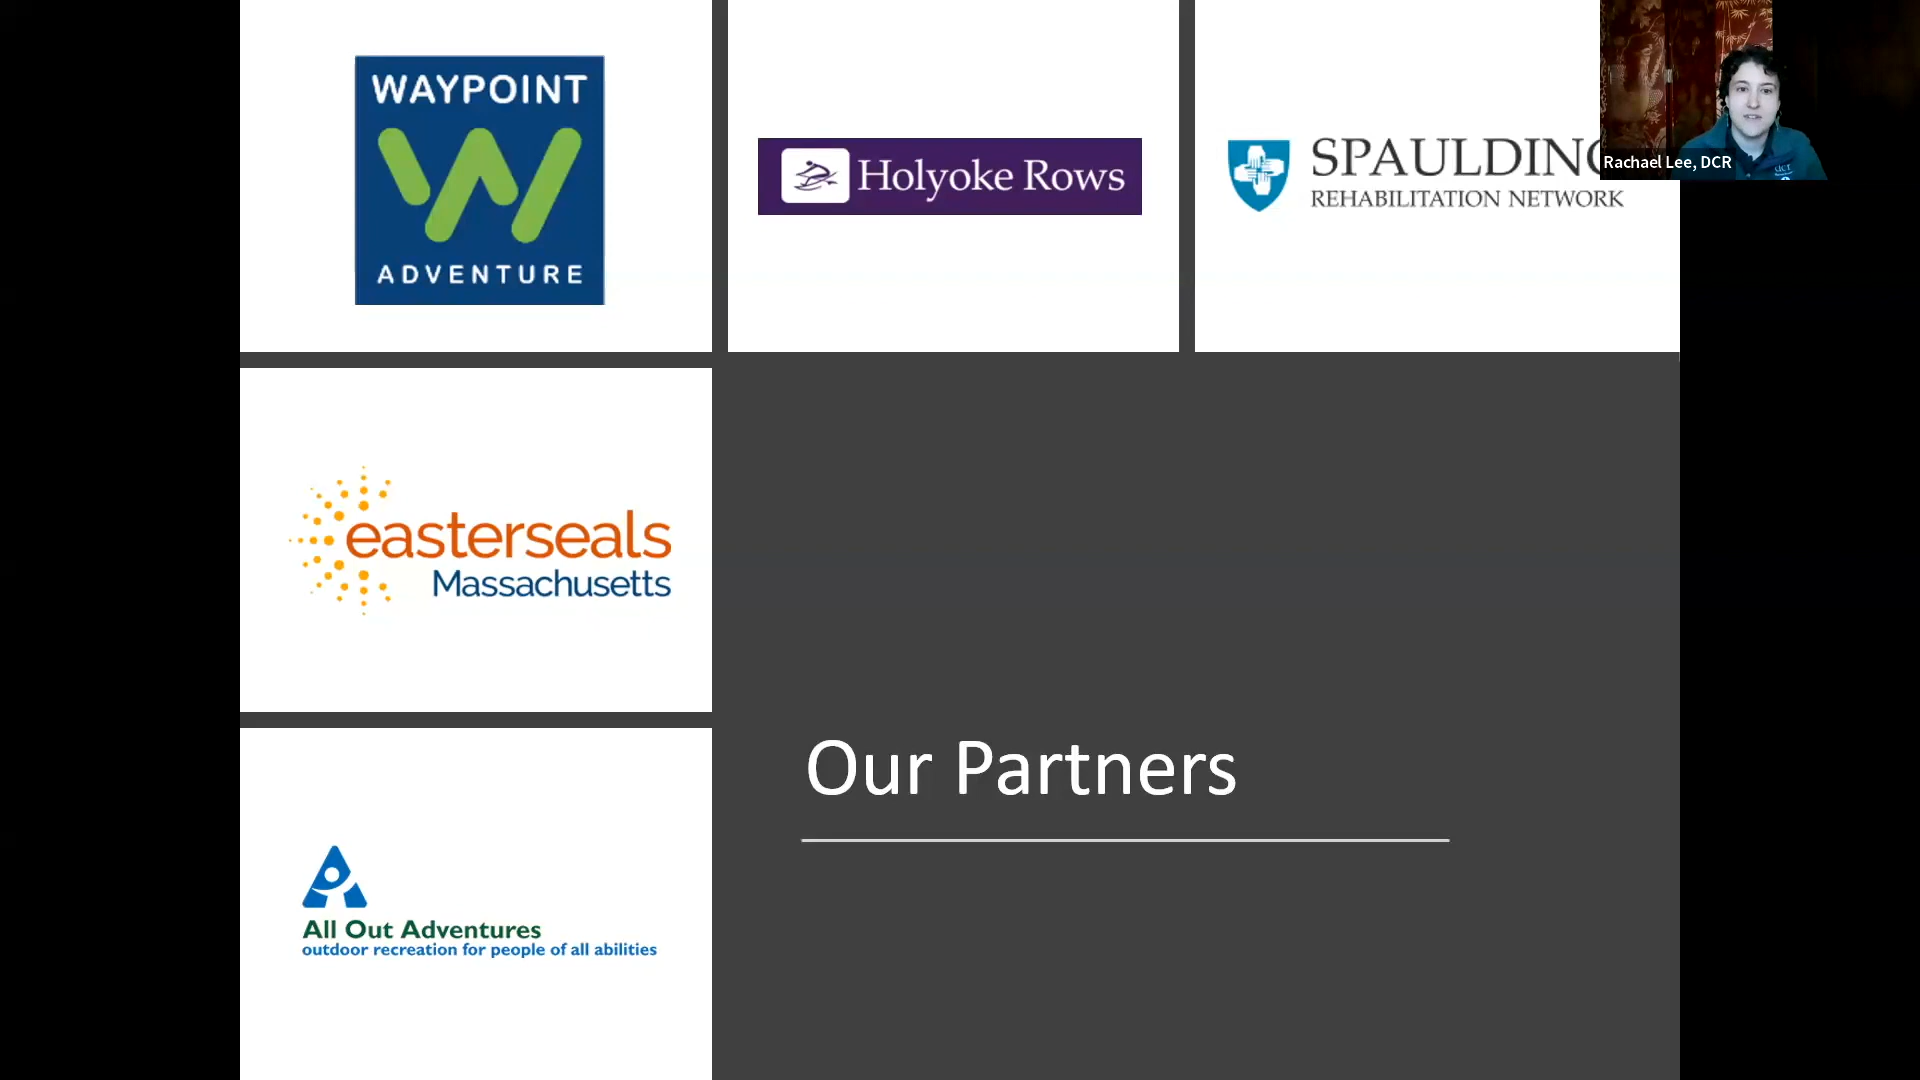 WAYPOINT
ADVENTURE
Holyoke Rows
SPAULDING
REHABILITATION NETWORK
Rachael Lee, DCR
dcr
easterseals
Massachusetts
Our Partners
All Out Adventures
outdoor recreation for people of all abilities